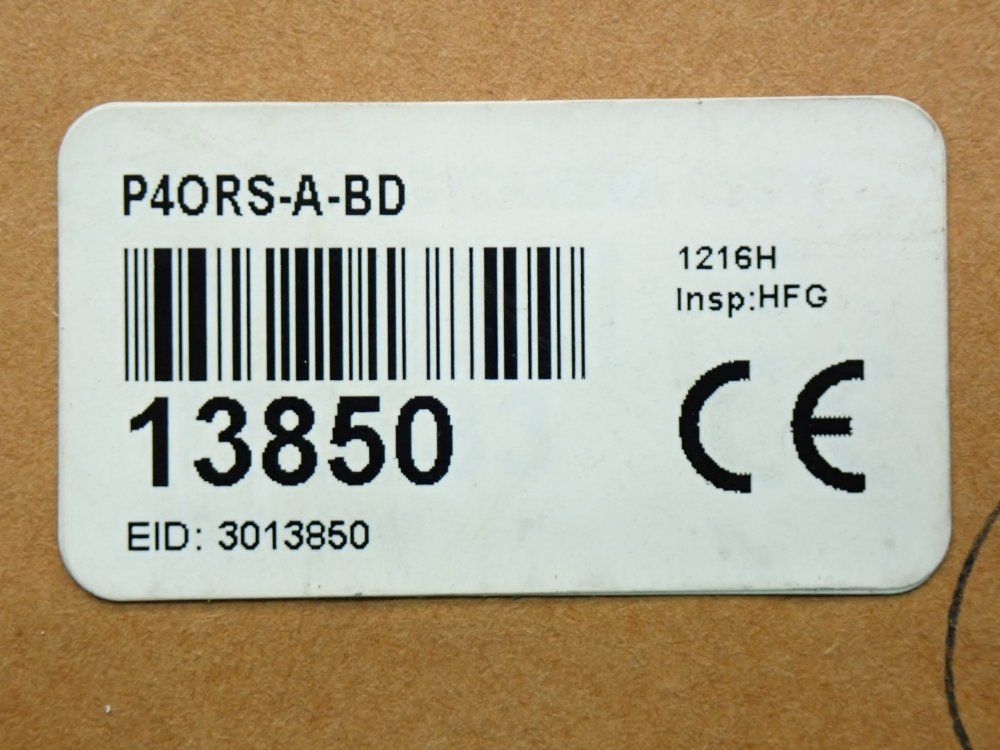 P4ORS-A-BD
1216H
Insp:HFG
13850
CE
EID: 3013850